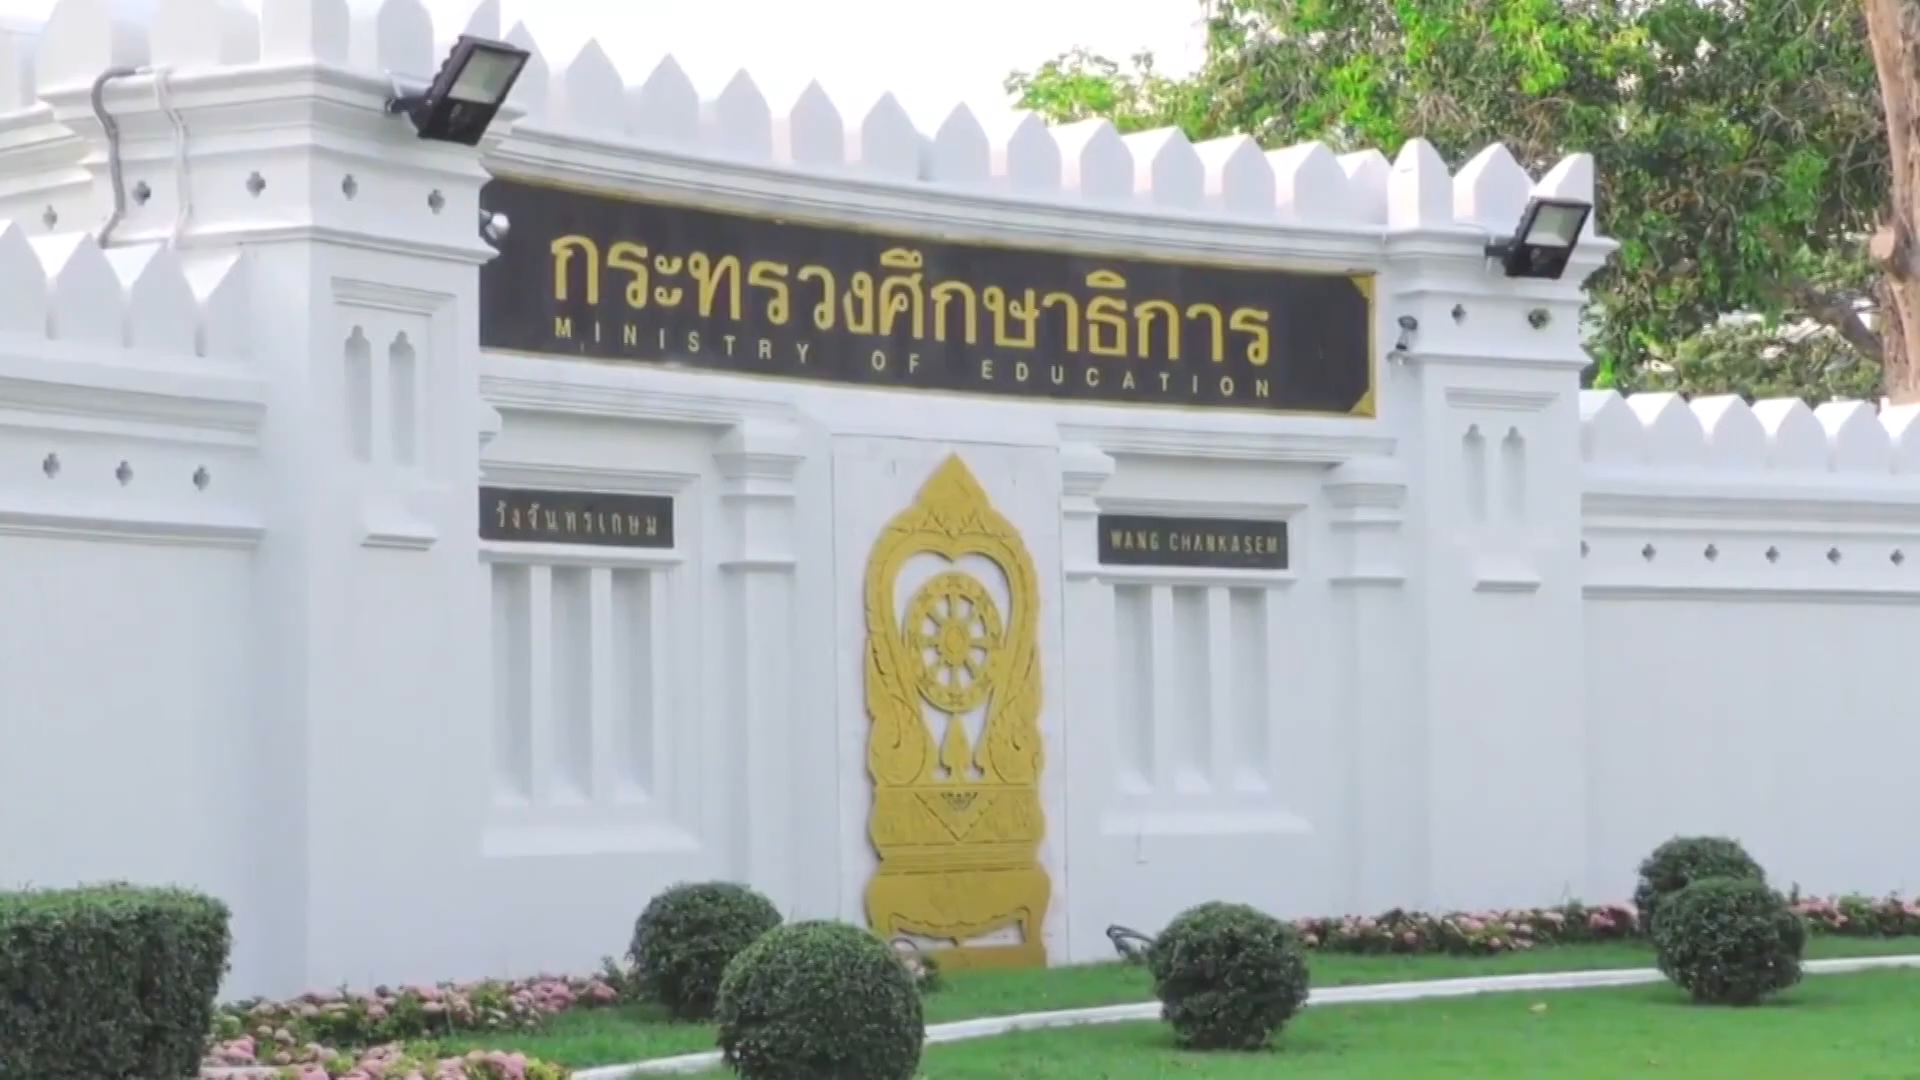 กระทรวงศึกษาธิการ
MINISTRY OF EDUCATION
วังจันทรเกษม
WANG CHANKASEM